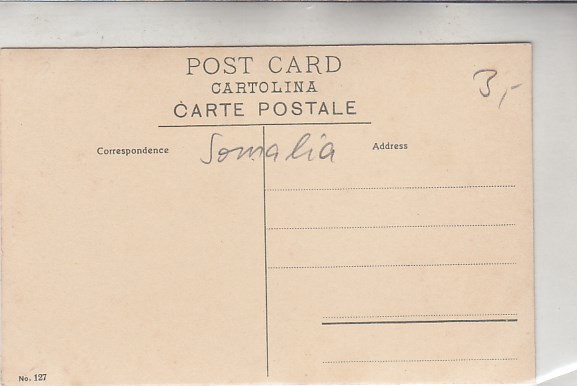 POST CARD
CARTOLINA
CARTE POSTALE
3,-
Correspondence
Somalia
Address
No. 127